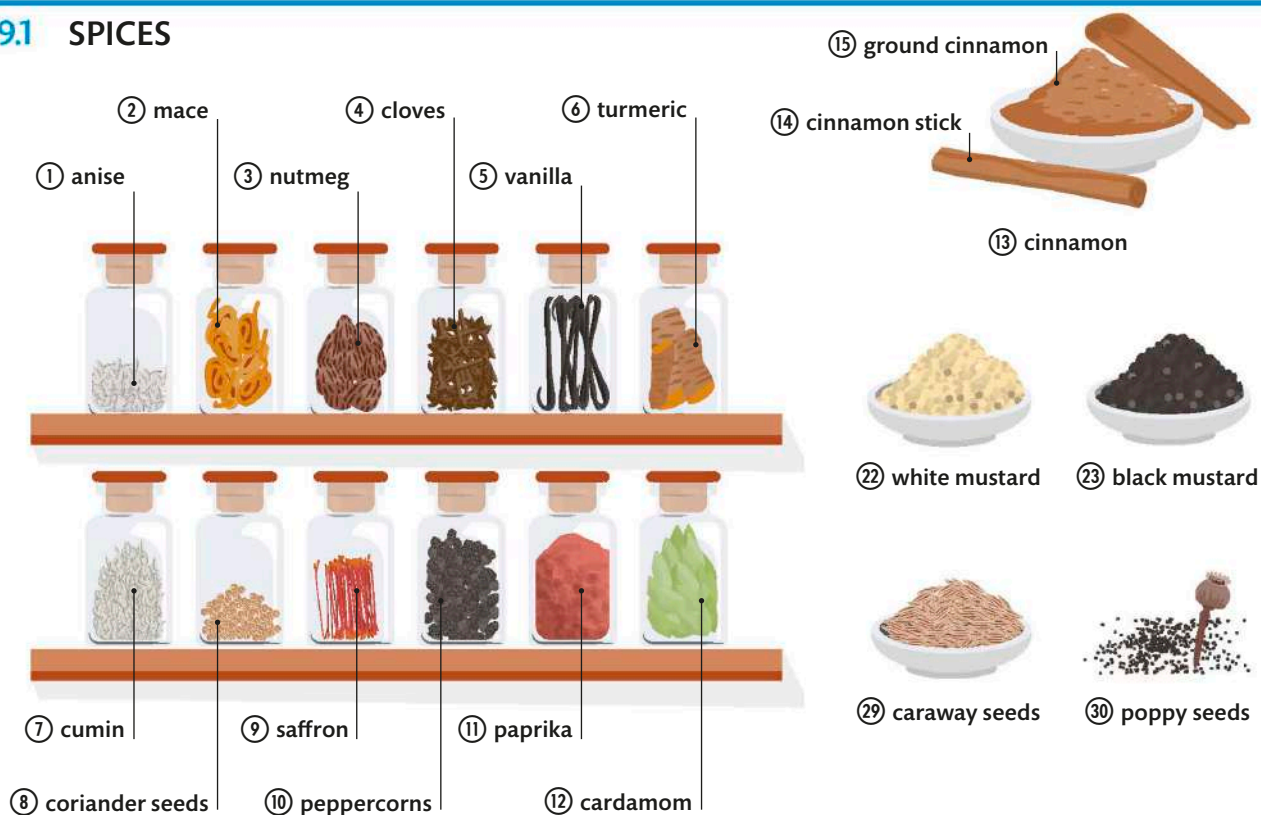 9.1 SPICES
① anise
② mace
③ nutmeg
④ cloves
⑤ vanilla
⑥ turmeric
⑦ cumin
⑧ coriander seeds
⑨ saffron
⑩ peppercorns
⑪ paprika
⑫ cardamom
⑮ ground cinnamon
⑭ cinnamon stick
⑬ cinnamon
㉒ white mustard
㉓ black mustard
㉙ caraway seeds
㉚ poppy seeds